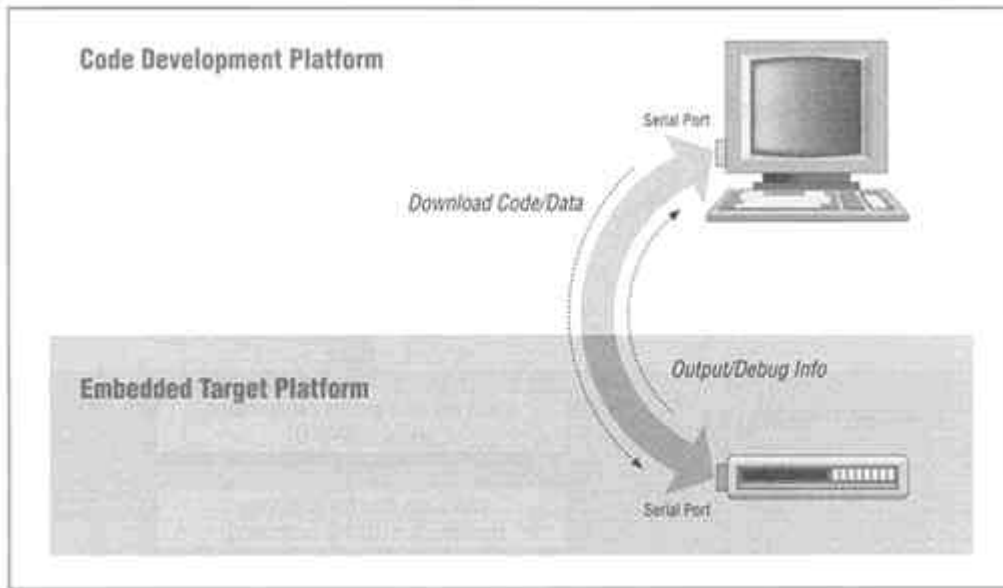 Code Development Platform
Serial Port
Download Code/Data
Output/Debug Info
Embedded Target Platform
Serial Port